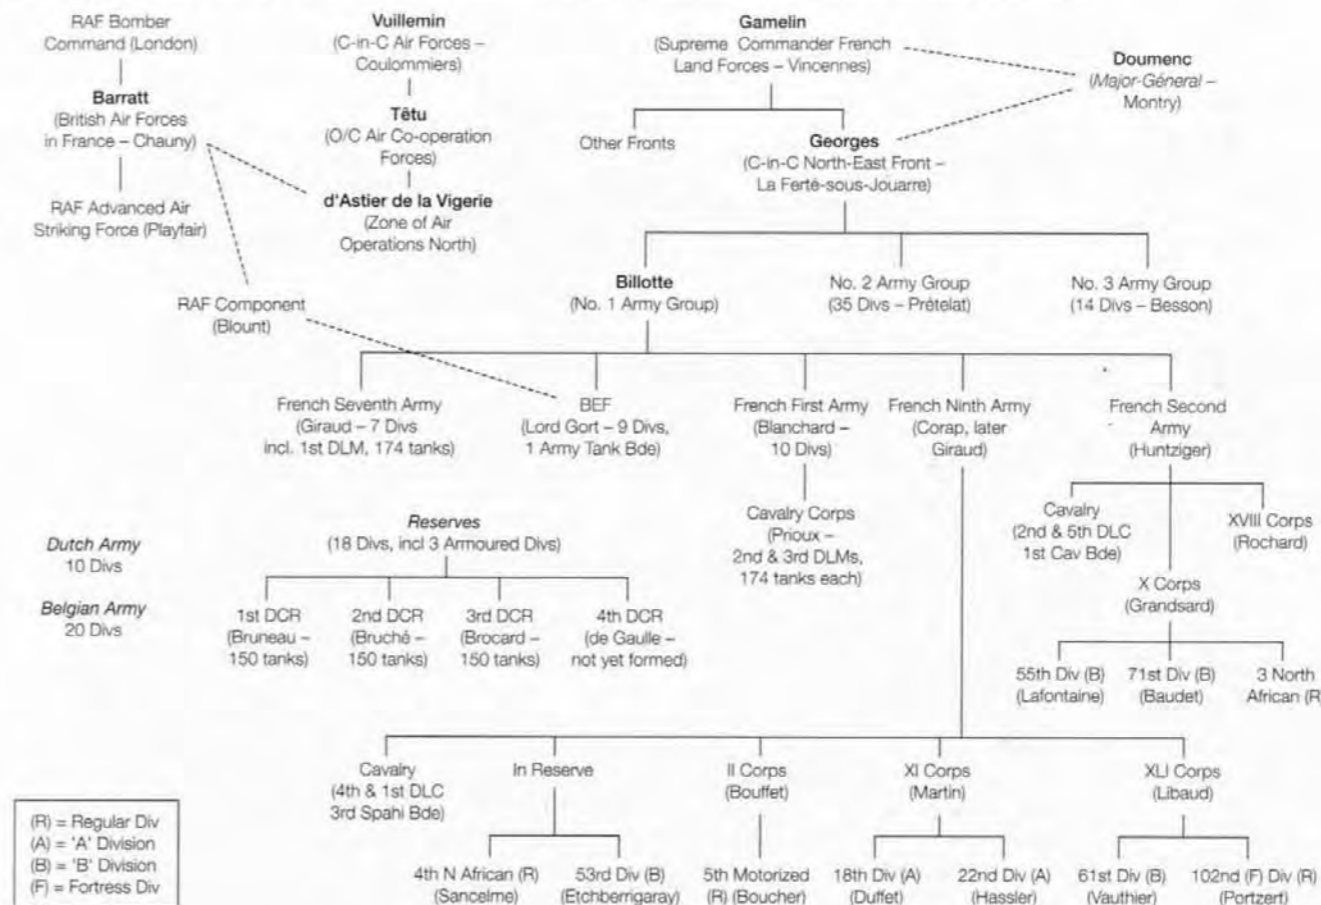 RAF Bomber
Command (London)
Barratt
(British Air Forces
in France – Chauny)
RAF Advanced Air
Striking Force (Playfair)
RAF Component
(Blount)
Vuillemin
(C-in-C Air Forces –
Coulommiers)
Têtu
(O/C Air Co-operation
Forces)
d'Astier de la Vigerie
(Zone of Air
Operations North)
Gamelin
(Supreme Commander French
Land Forces – Vincennes)
Doumenc
(Major-Général –
Montry)
Other Fronts
Georges
(C-in-C North-East Front –
La Ferté-sous-Jouarre)
Billotte
(No. 1 Army Group)
No. 2 Army Group
(35 Divs – Prételat)
No. 3 Army Group
(14 Divs – Besson)
French Seventh Army
(Giraud – 7 Divs
incl. 1st DLM, 174 tanks)
BEF
(Lord Gort – 9 Divs,
1 Army Tank Bde)
French First Army
(Blanchard –
10 Divs)
Cavalry Corps
(Prioux –
2nd & 3rd DLMs,
174 tanks each)
French Ninth Army
(Corap, later
Giraud)
French Second
Army
(Huntziger)
Cavalry
(2nd & 5th DLC
1st Cav Bde)
XVIII Corps
(Rochard)
X Corps
(Grandsard)
55th Div (B)
(Lafontaine)
71st Div (B)
(Baudet)
3 North
African (R)
Dutch Army
10 Divs
Belgian Army
20 Divs
Reserves
(18 Divs, incl 3 Armoured Divs)
1st DCR
(Bruneau –
150 tanks)
2nd DCR
(Bruché –
150 tanks)
3rd DCR
(Brocard –
150 tanks)
4th DCR
(de Gaulle –
not yet formed)
Cavalry
(4th & 1st DLC
3rd Spahi Bde)
In Reserve
4th N African (R)
(Sancelme)
53rd Div (B)
(Etchberrigaray)
II Corps
(Bouffet)
5th Motorized
(R) (Boucher)
XI Corps
(Martin)
18th Div (A)
(Duffet)
22nd Div (A)
(Hassler)
XLI Corps
(Libaud)
61st Div (B)
(Vauthier)
102nd (F) Div (R)
(Portzert)
(R) = Regular Div
(A) = 'A' Division
(B) = 'B' Division
(F) = Fortress Div